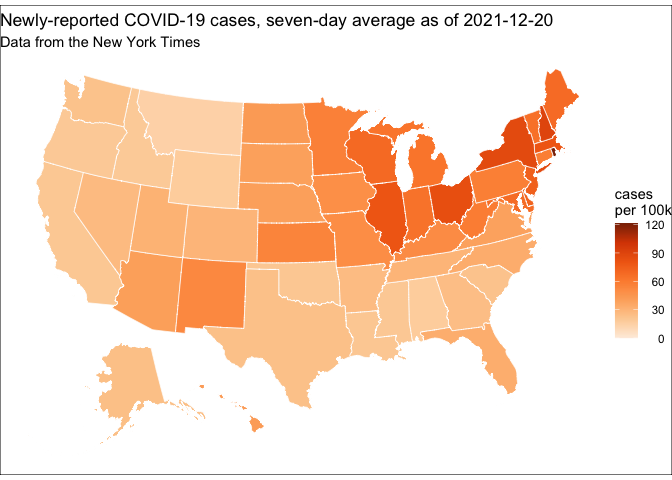 Newly-reported COVID-19 cases, seven-day average as of 2021-12-20
Data from the New York Times
cases
per 100k
120
90
60
30
0